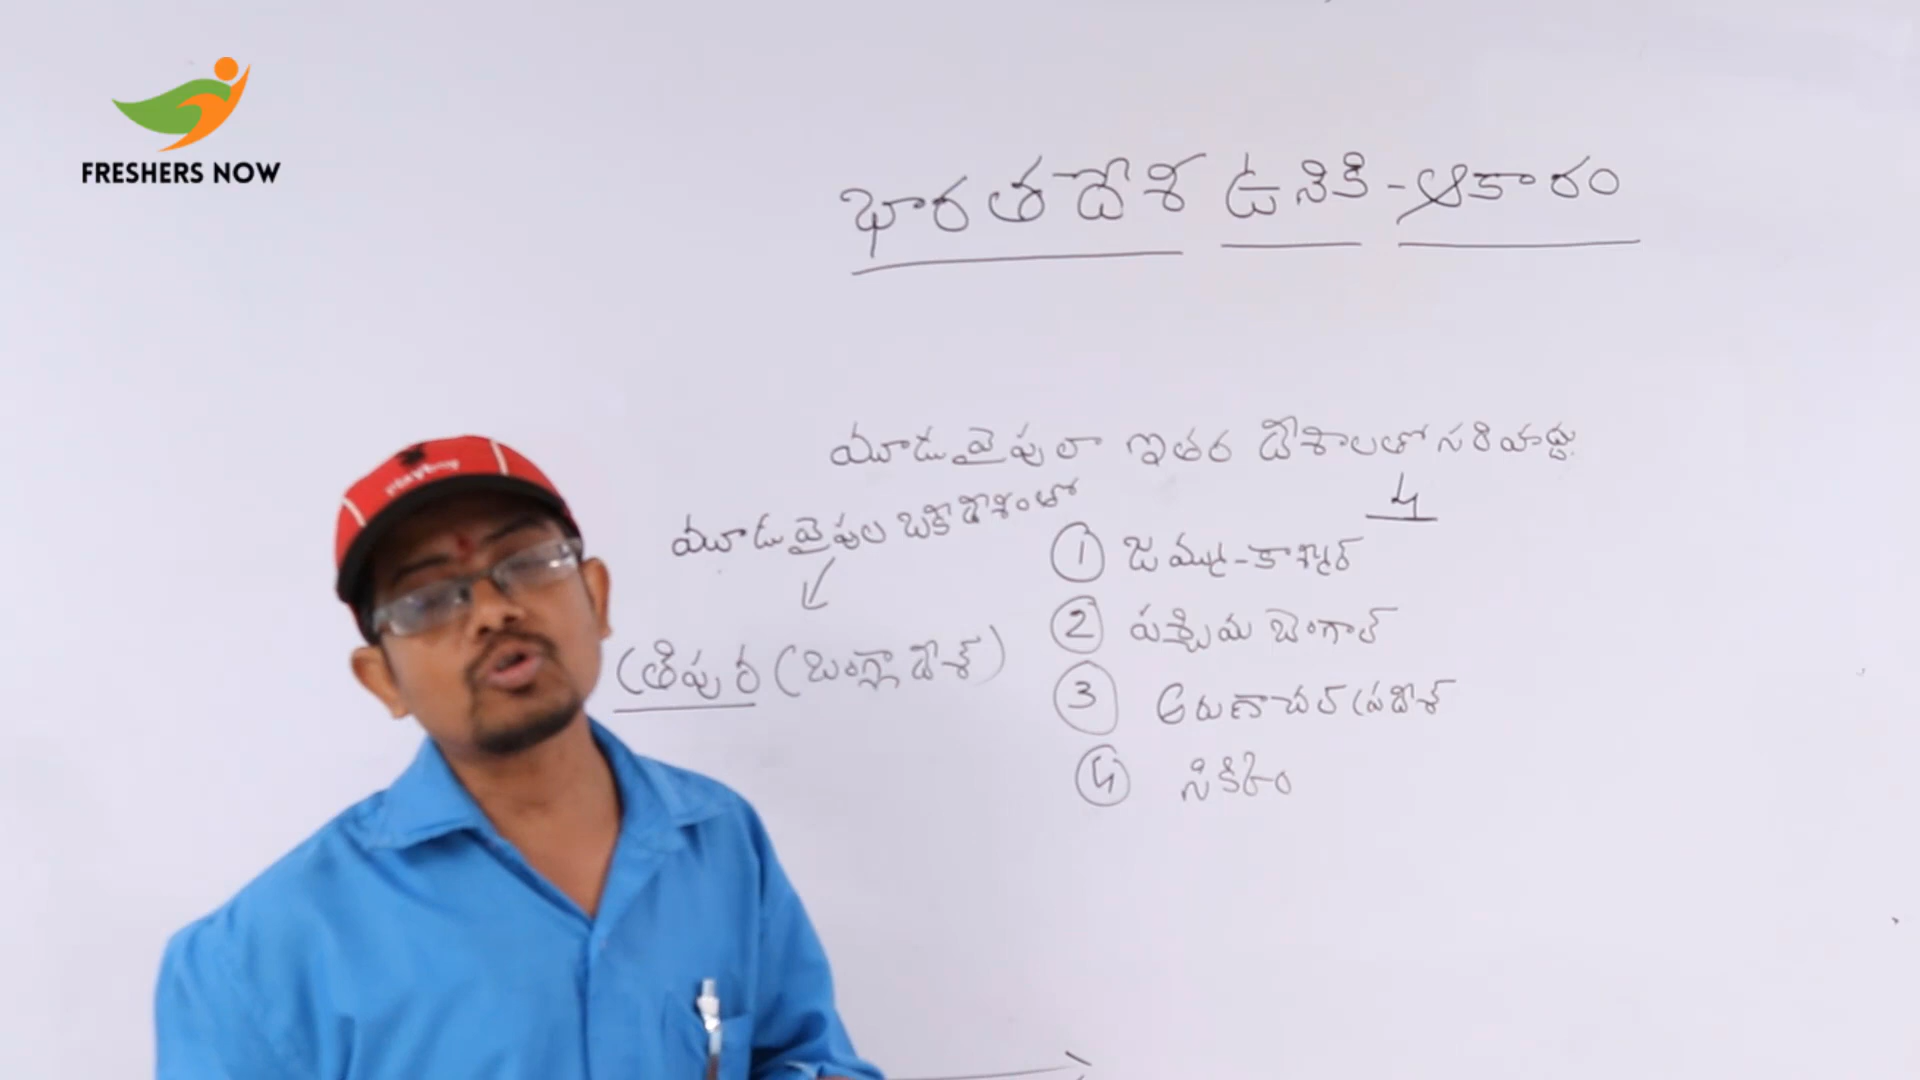 FRESHERS NOW
భారతదేశ ఉనికి - ఆకారం
మూడు వైపులా ఇతర దేశాలతో సరిహద్దు
4
మూడు వైపుల ఒకే దేశంతో
త్రిపుర (బంగ్లాదేశ్)
① జమ్ము - కాశ్మీర్
② పశ్చిమ బెంగాల్
③ అరుణాచల్ ప్రదేశ్
④ సిక్కిం